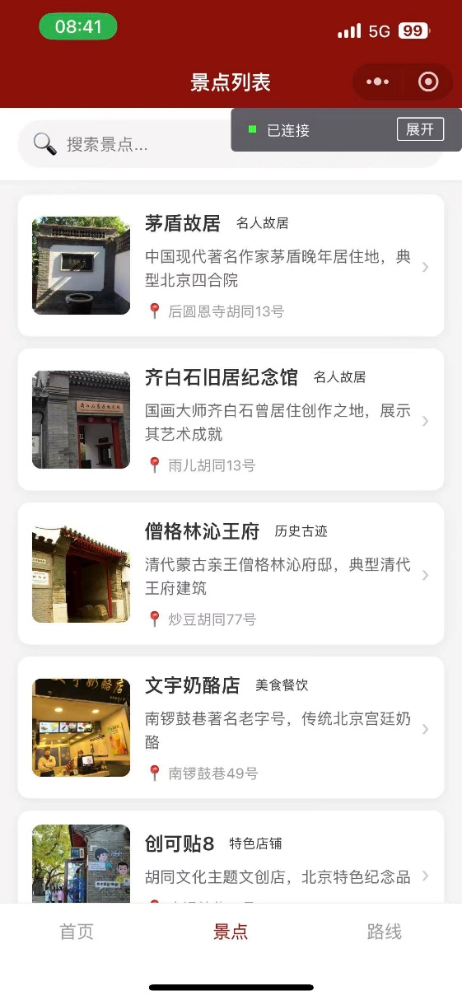 08:41
5G 99
景点列表
搜索景点...
已连接 展开
茅盾故居 名人故居
中国现代著名作家茅盾晚年居住地，典
型北京四合院
后圆恩寺胡同13号
齐白石旧居纪念馆 名人故居
国画大师齐白石曾居住创作之地，展示
其艺术成就
雨儿胡同13号
僧格林沁王府 历史古迹
清代蒙古亲王僧格林沁府邸，典型清代
王府建筑
炒豆胡同77号
文宇奶酪店 美食餐饮
南锣鼓巷著名老字号，传统北京宫廷奶
酪
南锣鼓巷49号
创可贴8 特色店铺
胡同文化主题文创店，北京特色纪念品
首页 景点 路线